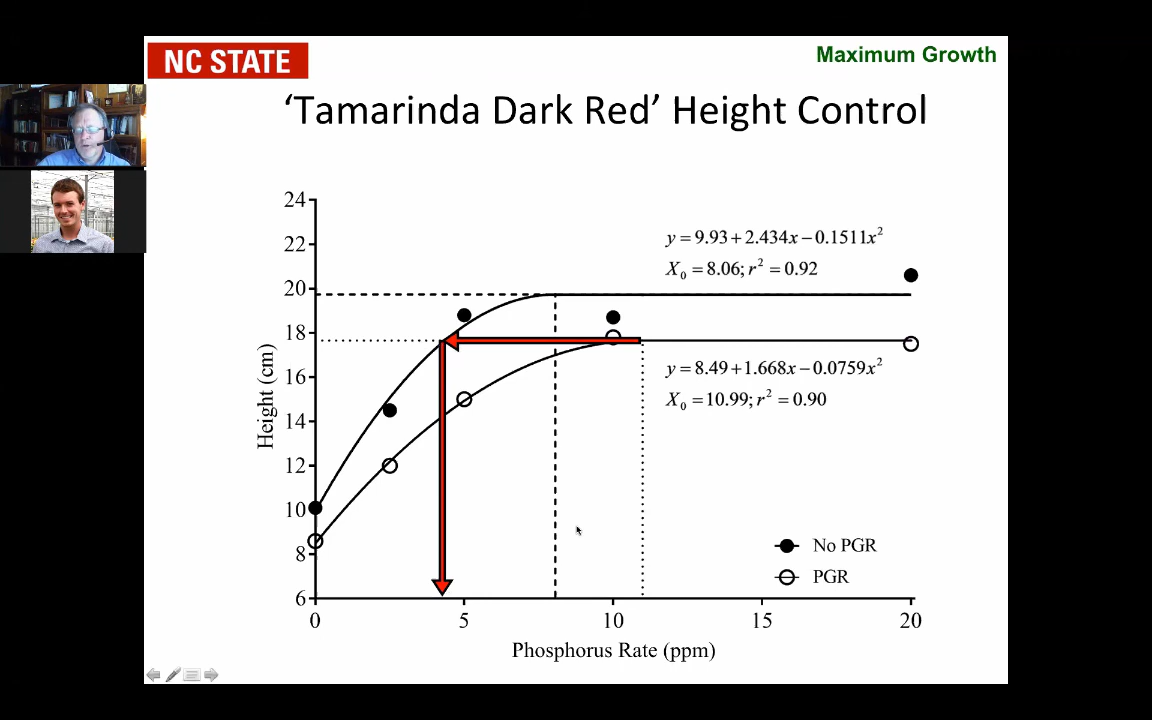 NC STATE
Maximum Growth
‘Tamarinda Dark Red’ Height Control
24
22
20
18
16
14
12
10
8
6
Height (cm)
y = 9.93 + 2.434x − 0.1511x²
X₀ = 8.06; r² = 0.92
y = 8.49 + 1.668x − 0.0759x²
X₀ = 10.99; r² = 0.90
No PGR
PGR
0 5 10 15 20
Phosphorus Rate (ppm)